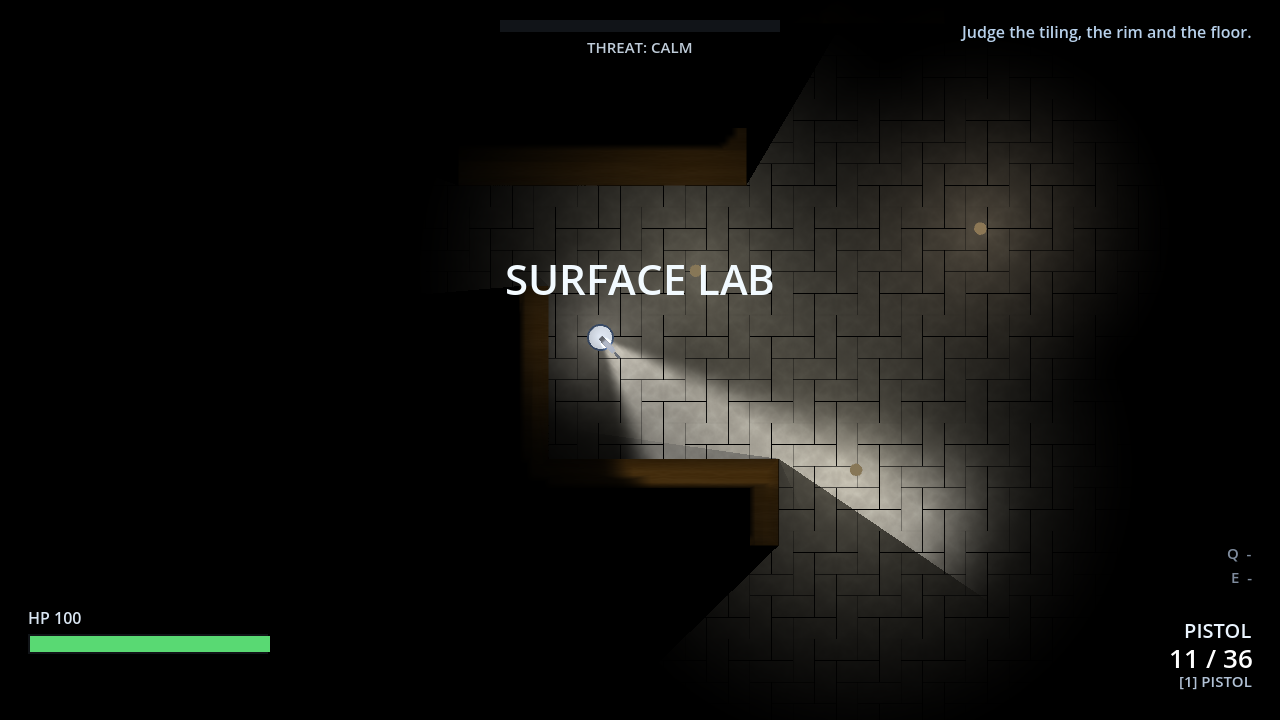 THREAT: CALM
Judge the tiling, the rim and the floor.
SURFACE LAB
Q -
E -
HP 100
PISTOL
11 / 36
[1] PISTOL